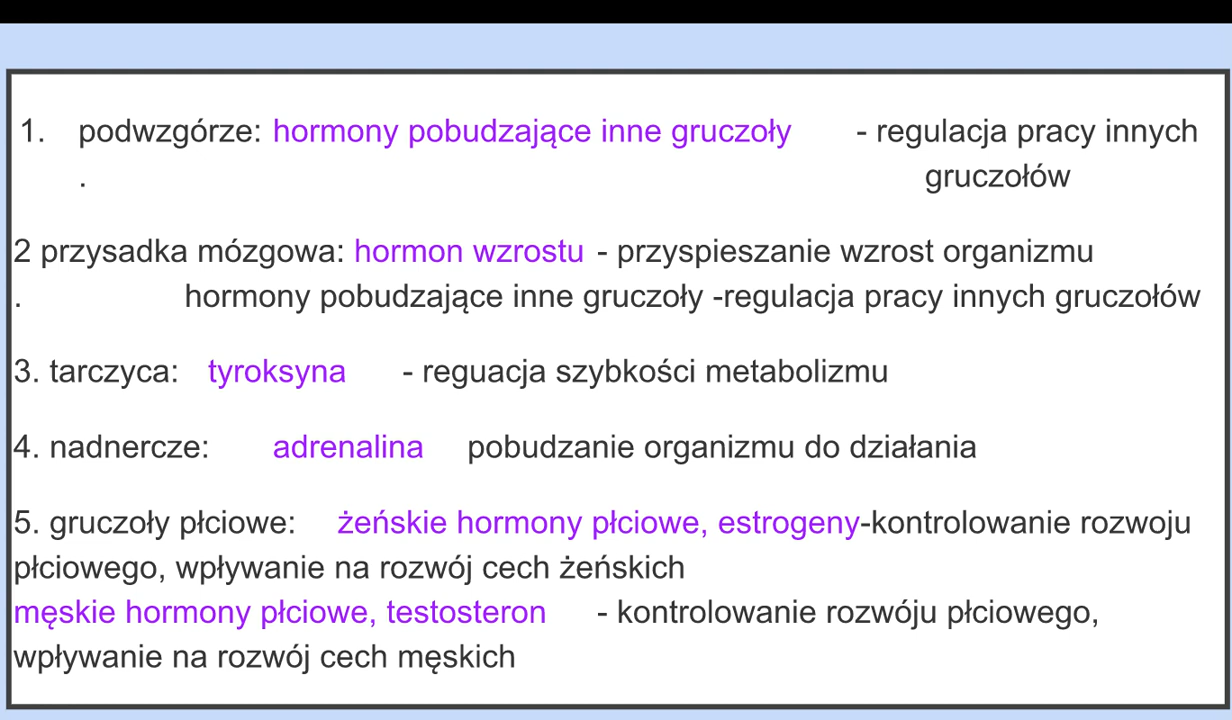 1. podwzgórze: hormony pobudzające inne gruczoły - regulacja pracy innych
. gruczołów
2 przysadka mózgowa: hormon wzrostu - przyspieszanie wzrost organizmu
. hormony pobudzające inne gruczoły -regulacja pracy innych gruczołów
3. tarczyca: tyroksyna - reguacja szybkości metabolizmu
4. nadnercze: adrenalina pobudzanie organizmu do działania
5. gruczoły płciowe: żeńskie hormony płciowe, estrogeny-kontrolowanie rozwoju
płciowego, wpływanie na rozwój cech żeńskich
męskie hormony płciowe, testosteron - kontrolowanie rozwóju płciowego,
wpływanie na rozwój cech męskich